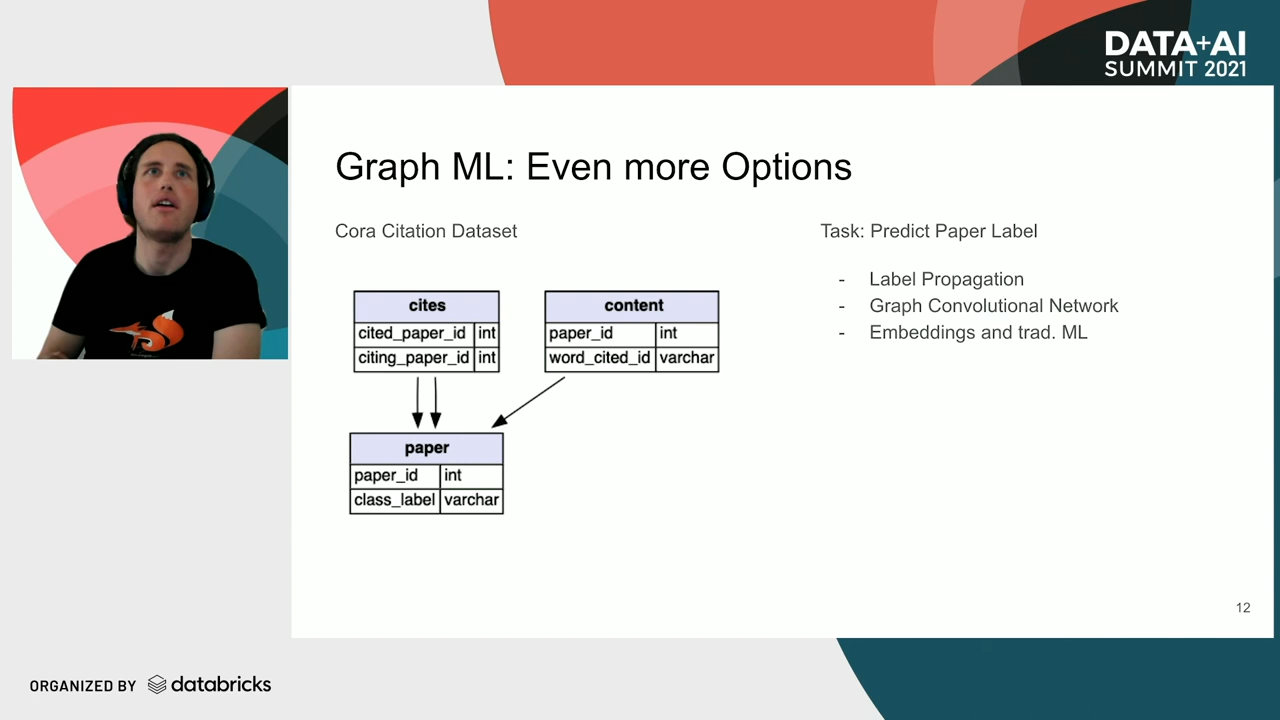 DATA+AI
SUMMIT 2021
Graph ML: Even more Options
Cora Citation Dataset
cites
cited_paper_id int
citing_paper_id int
content
paper_id int
word_cited_id varchar
paper
paper_id int
class_label varchar
Task: Predict Paper Label
- Label Propagation
- Graph Convolutional Network
- Embeddings and trad. ML
12
ORGANIZED BY databricks